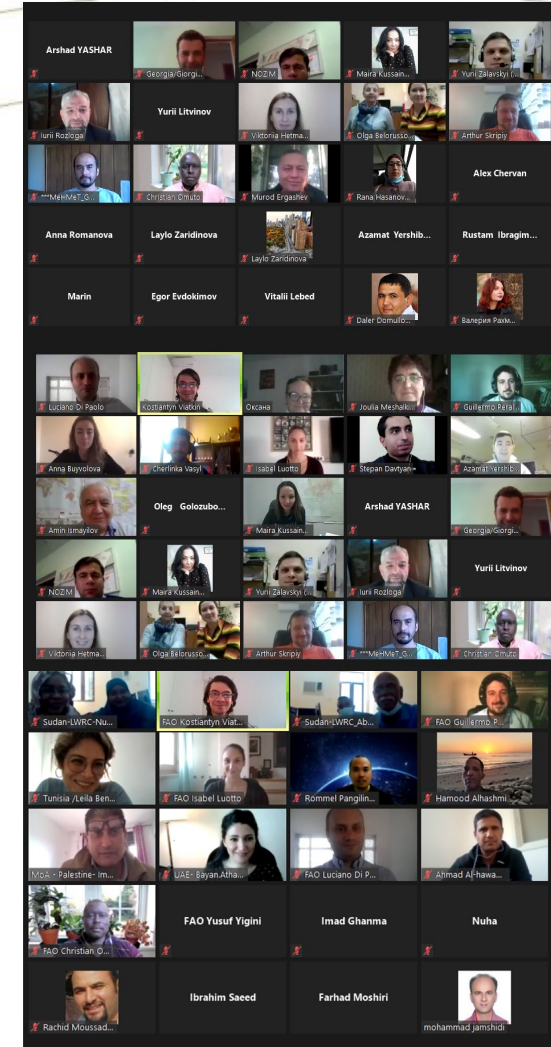 Arshad YASHAR
Georgia/Giorgi...
NOZIM
Maira Kussain...
Yurii Zalavskyi (...
Iurii Rozloga
Yurii Litvinov
Viktoriia Hetma...
Olga Belorusso...
Arthur Skripiy
***MeHMeT_G...
Christian Omuto
Murod Ergashev
Rana Hasanov...
Alex Chervan
Anna Romanova
Laylo Zaridinova
Laylo Zaridinova
Azamat Yershib...
Rustam Ibragim...
Marin
Egor Evdokimov
Vitalii Lebed
Daler Domullo...
Валерия Рахм...
Luciano Di Paolo
Kostiantyn Viatkin
Оксана
Joulia Meshalk...
Guillermo Peral...
Anna Buyvolova
Cherlinka Vasyl
Isabel Luotto
Stepan Davtyan
Azamat Yershib...
Amin Ismayilov
Oleg Golozubo...
Maira Kussain...
Arshad YASHAR
Georgia/Giorgi...
NOZIM
Maira Kussain...
Yurii Zalavskyi (...
Iurii Rozloga
Yurii Litvinov
Viktoriia Hetma...
Olga Belorusso...
Arthur Skripiy
***MeHMeT_G...
Christian Omuto
Sudan-LWRC-Nu...
FAO Kostiantyn Viat...
Sudan-LWRC_Ab...
FAO Guillermo P...
Tunisia /Leila Ben...
FAO Isabel Luotto
Rommel Pangilin...
Hamood Alhashmi
MoA - Palestine- Im...
UAE- Bayan.Atha...
FAO Luciano Di P...
Ahmad Al-hawa...
FAO Christian O...
FAO Yusuf Yigini
Imad Ghanma
Nuha
Rachid Moussad...
Ibrahim Saeed
Farhad Moshiri
mohammad jamshidi